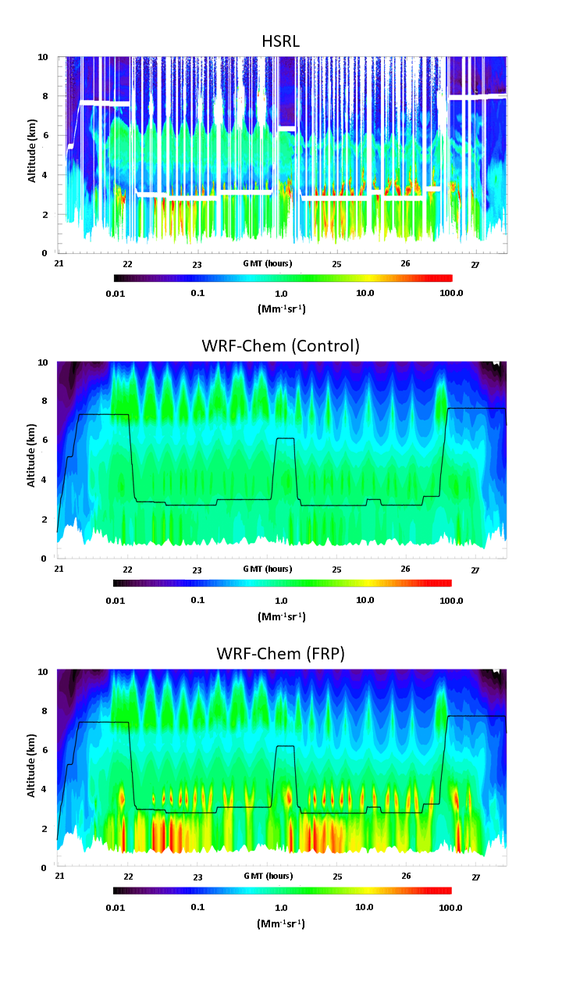 HSRL
10
8
6
4
2
0
Altitude (km)
21 22 23 GMT (hours) 25 26 27
0.01 0.1 1.0 10.0 100.0
(Mm⁻¹sr⁻¹)
WRF-Chem (Control)
10
8
6
4
2
0
Altitude (km)
21 22 23 GMT (hours) 25 26 27
0.01 0.1 1.0 10.0 100.0
(Mm⁻¹sr⁻¹)
WRF-Chem (FRP)
10
8
6
4
2
0
Altitude (km)
21 22 23 GMT (hours) 25 26 27
0.01 0.1 1.0 10.0 100.0
(Mm⁻¹sr⁻¹)